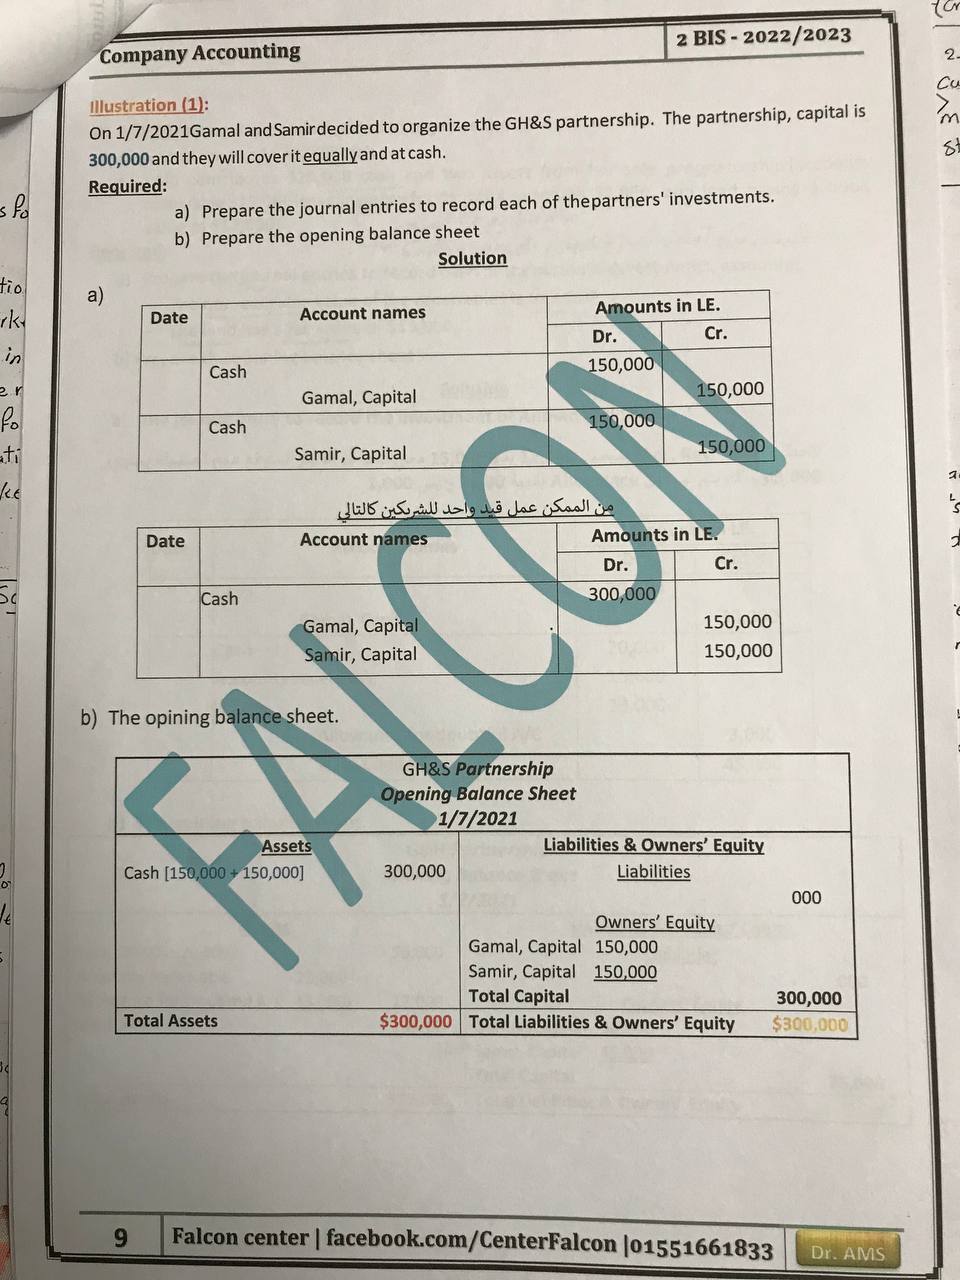 Company Accounting
2 BIS - 2022/2023
Illustration (1):
On 1/7/2021Gamal and Samirdecided to organize the GH&S partnership. The partnership, capital is
300,000 and they will cover it equally and at cash.
Required:
a) Prepare the journal entries to record each of thepartners' investments.
b) Prepare the opening balance sheet
Solution
a)
Date Account names Amounts in LE.
Dr. Cr.
Cash 150,000
Gamal, Capital 150,000
Cash 150,000
Samir, Capital 150,000
من الممكن عمل قيد واحد للشريكين كالتالي
Date Account names Amounts in LE.
Dr. Cr.
Cash 300,000
Gamal, Capital 150,000
Samir, Capital 150,000
b) The opining balance sheet.
GH&S Partnership
Opening Balance Sheet
1/7/2021
Assets Liabilities & Owners' Equity
Cash [150,000 + 150,000] 300,000 Liabilities
000
Owners' Equity
Gamal, Capital 150,000
Samir, Capital 150,000
Total Capital 300,000
Total Assets $300,000 Total Liabilities & Owners' Equity $300,000
FALCON
9 Falcon center | facebook.com/CenterFalcon |01551661833
Dr. AMS